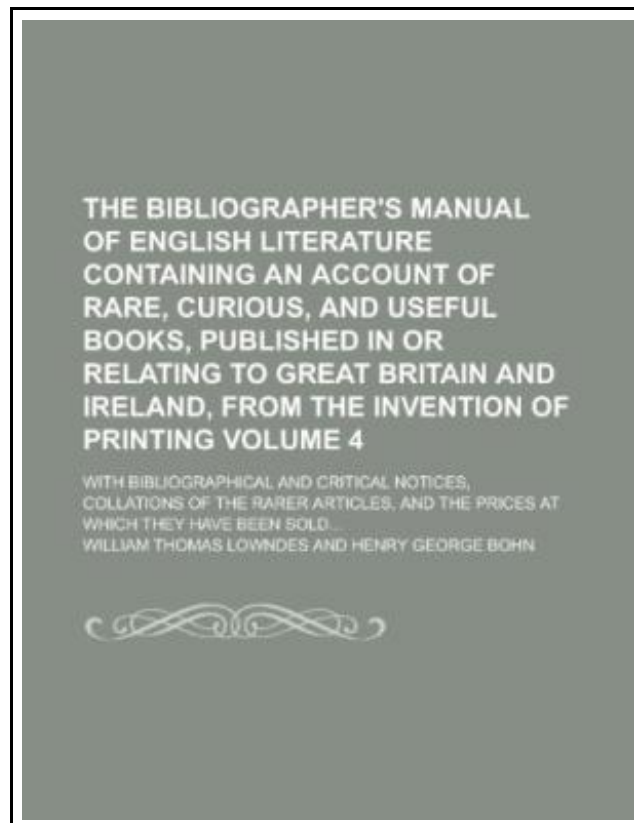 THE BIBLIOGRAPHER'S MANUAL
OF ENGLISH LITERATURE
CONTAINING AN ACCOUNT OF
RARE, CURIOUS, AND USEFUL
BOOKS, PUBLISHED IN OR
RELATING TO GREAT BRITAIN AND
IRELAND, FROM THE INVENTION OF
PRINTING VOLUME 4
WITH BIBLIOGRAPHICAL AND CRITICAL NOTICES,
COLLATIONS OF THE RARER ARTICLES, AND THE PRICES AT
WHICH THEY HAVE BEEN SOLD...
WILLIAM THOMAS LOWNDES AND HENRY GEORGE BOHN